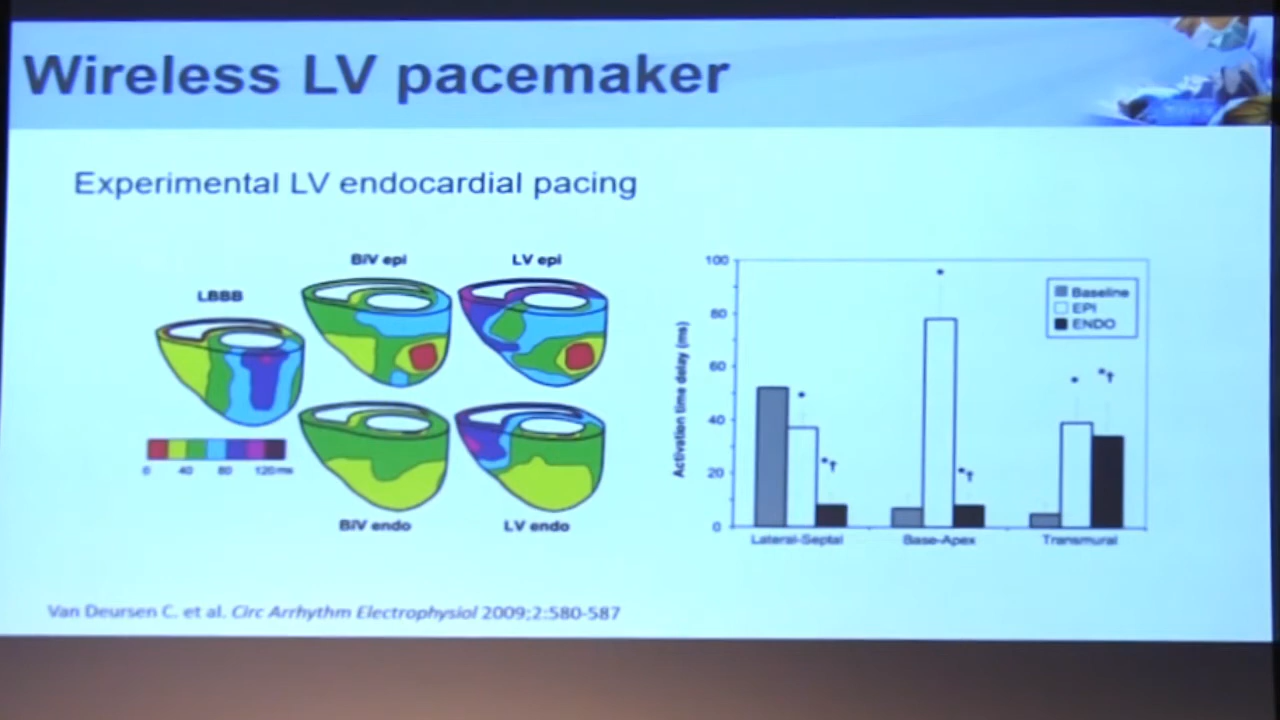 Wireless LV pacemaker
Experimental LV endocardial pacing
BiV epi
LV epi
LBBB
0 40 80 120ms
BiV endo
LV endo
Activation time delay (ms)
100
80
60
40
20
0
Baseline
EPI
ENDO
*
*
*†
*†
*
*†
Lateral-Septal
Base-Apex
Transmural
Van Deursen C. et al. Circ Arrhythm Electrophysiol 2009;2:580-587